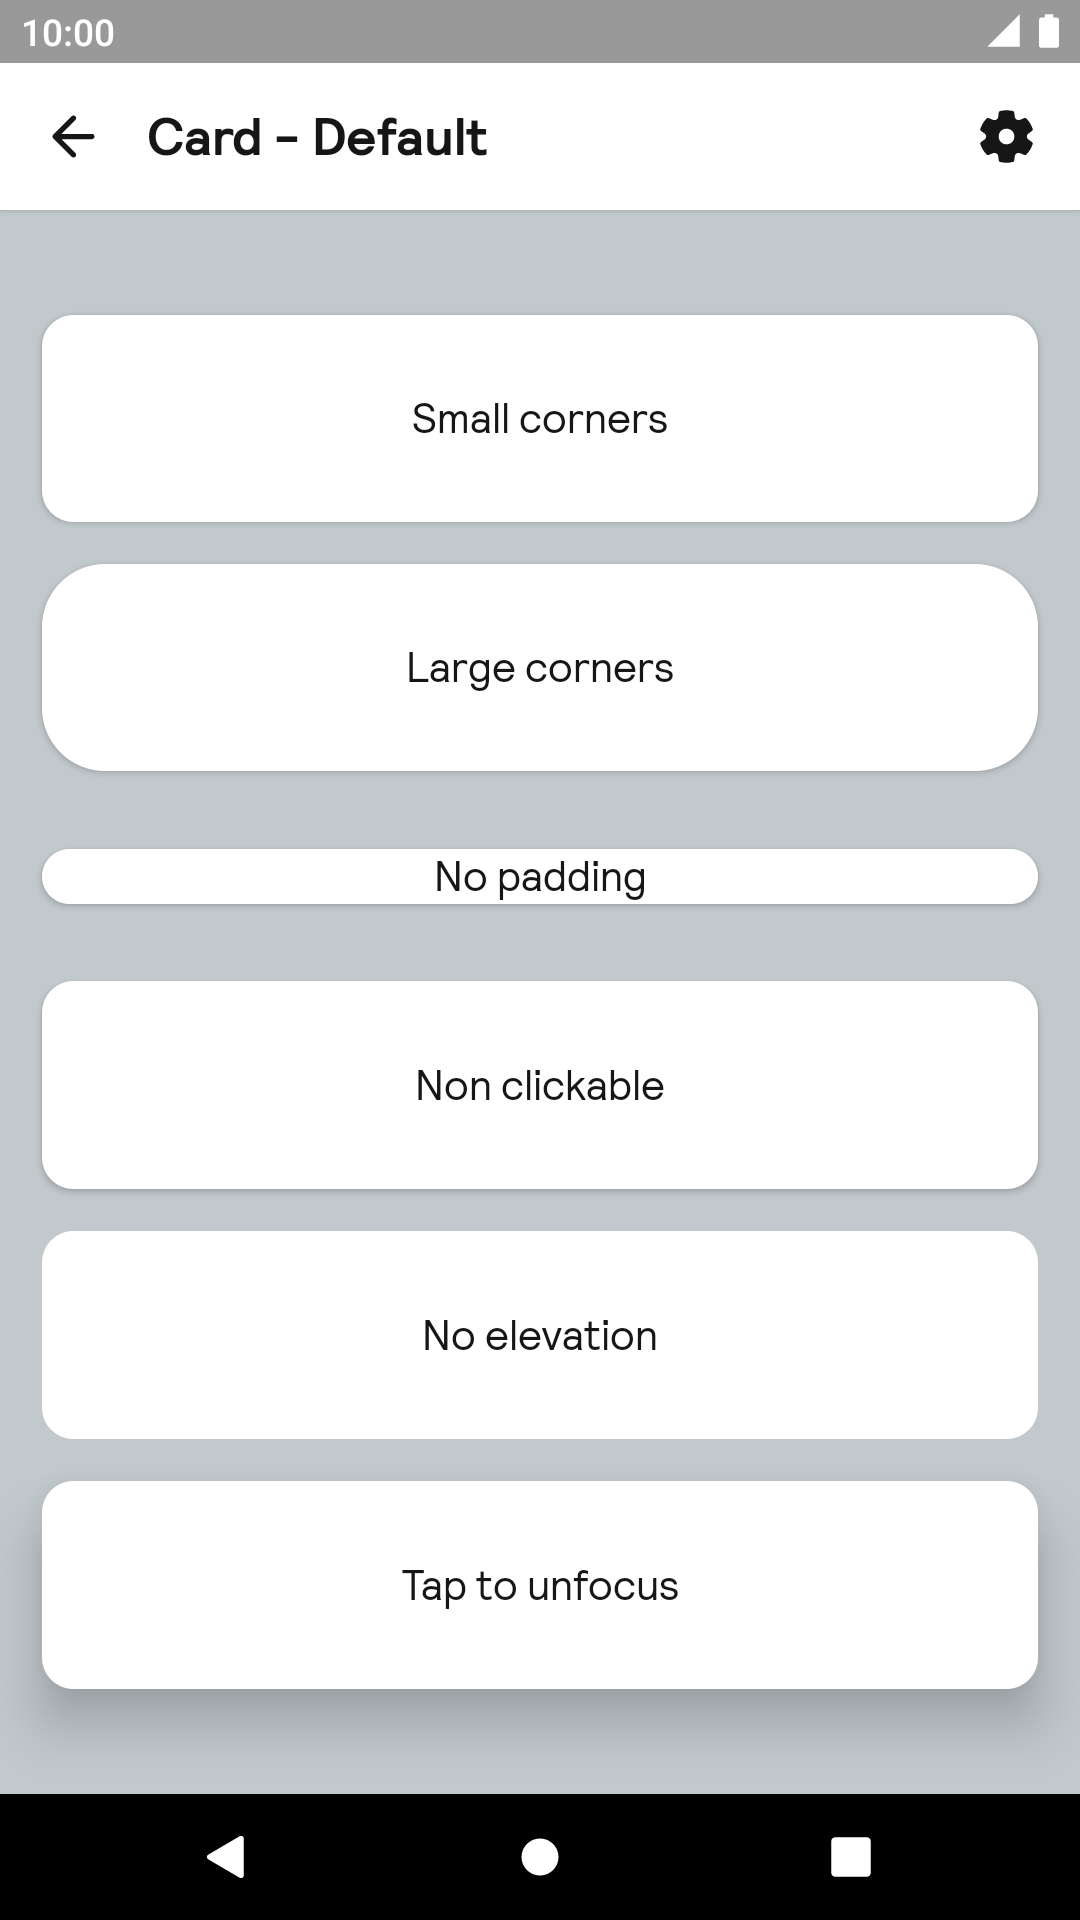 10:00
Card - Default
Small corners
Large corners
No padding
Non clickable
No elevation
Tap to unfocus